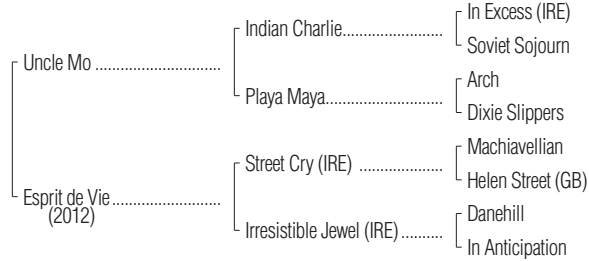 In Excess (IRE)
Indian Charlie....................
Soviet Sojourn
Uncle Mo .........................
Arch
Playa Maya........................
Dixie Slippers
Machiavellian
Street Cry (IRE) .................
Helen Street (GB)
Esprit de Vie.....................
(2012)
Danehill
Irresistible Jewel (IRE)..........
In Anticipation